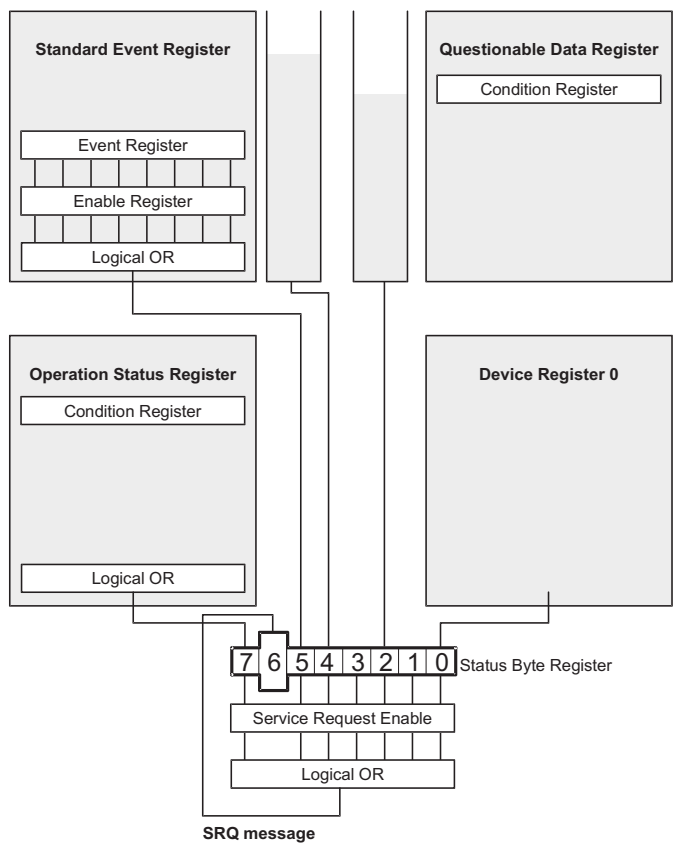 Standard Event Register
Event Register
Enable Register
Logical OR
Questionable Data Register
Condition Register
Operation Status Register
Condition Register
Logical OR
Device Register 0
7 6 5 4 3 2 1 0 Status Byte Register
Service Request Enable
Logical OR
SRQ message